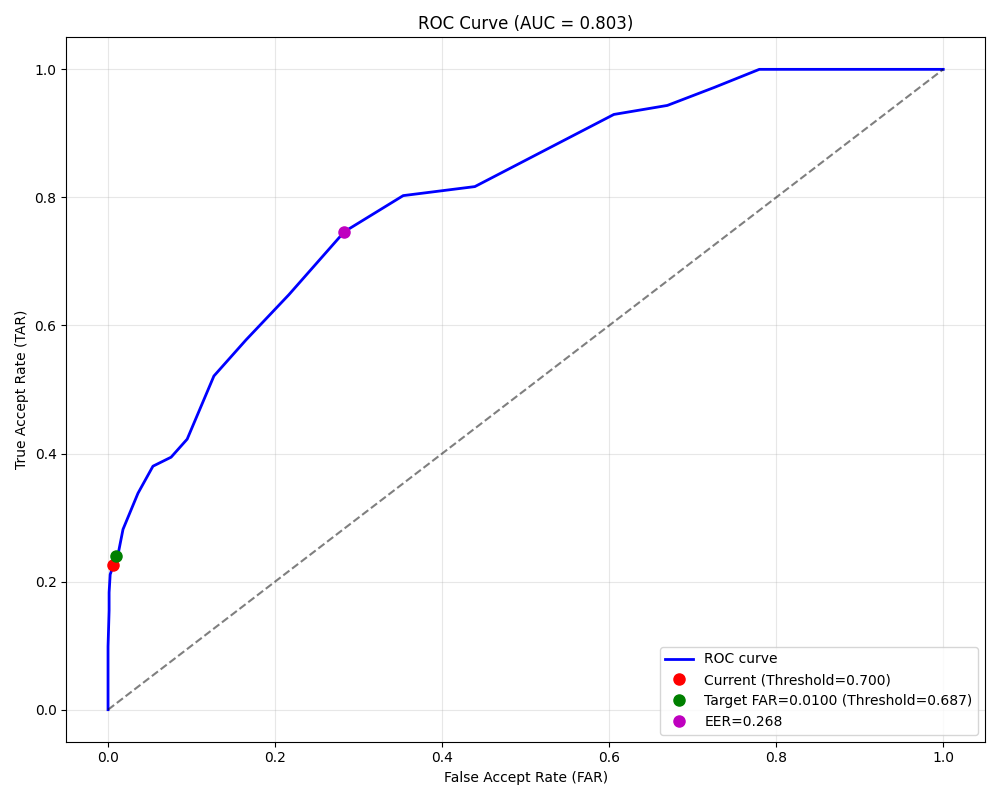 ROC Curve (AUC = 0.803)
True Accept Rate (TAR)
1.0
0.8
0.6
0.4
0.2
0.0
0.0 0.2 0.4 0.6 0.8 1.0
False Accept Rate (FAR)
ROC curve
Current (Threshold=0.700)
Target FAR=0.0100 (Threshold=0.687)
EER=0.268